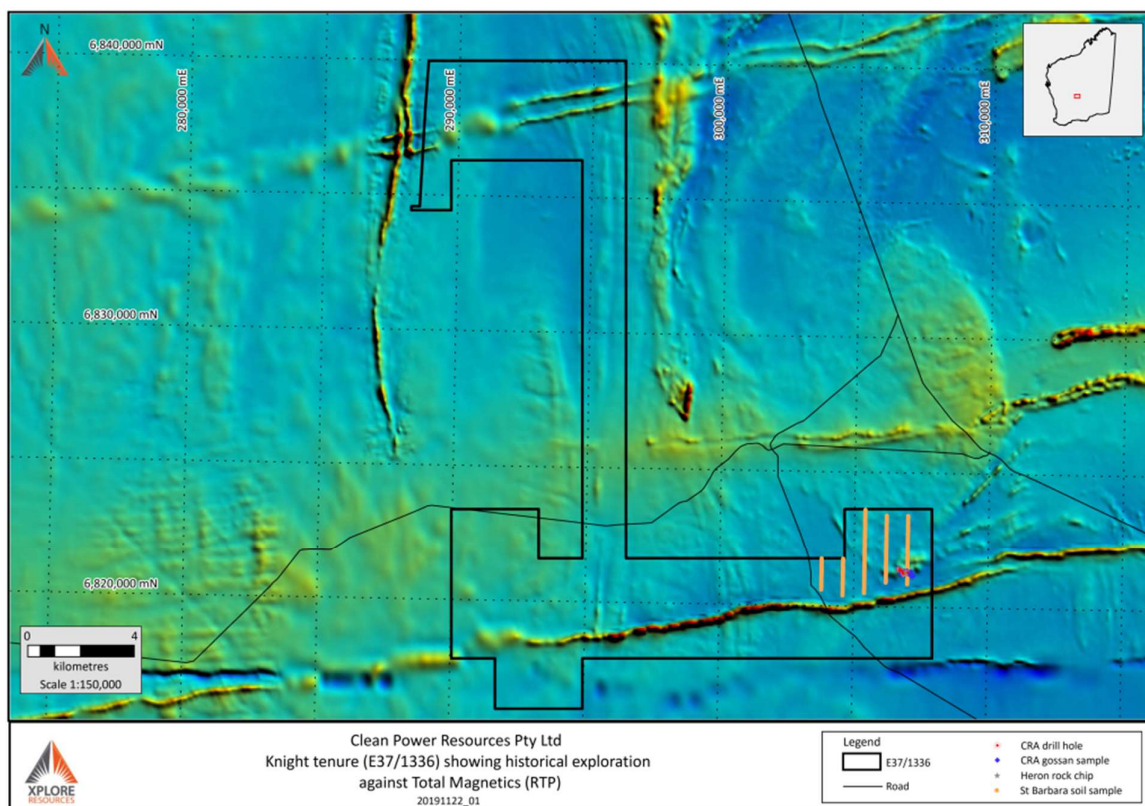 N
6,840,000 mN
280,000 mE
290,000 mE
300,000 mE
310,000 mE
6,830,000 mN
6,820,000 mN
0 4
kilometres
Scale 1:150,000
XPLORE
RESOURCES
Clean Power Resources Pty Ltd
Knight tenure (E37/1336) showing historical exploration
against Total Magnetics (RTP)
20191122_01
Legend
E37/1336
Road
CRA drill hole
CRA gossan sample
Heron rock chip
St Barbara soil sample